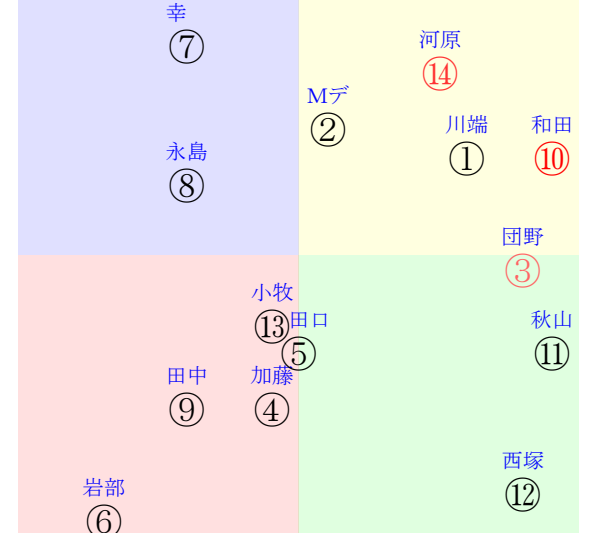 幸
⑦
河原
⑭
Mデ
②
川端
①
和田
⑩
永島
⑧
団野
③
小牧
⑬
田口
⑤
秋山
⑪
田中
⑨
加藤
④
西塚
⑫
岩部
⑥